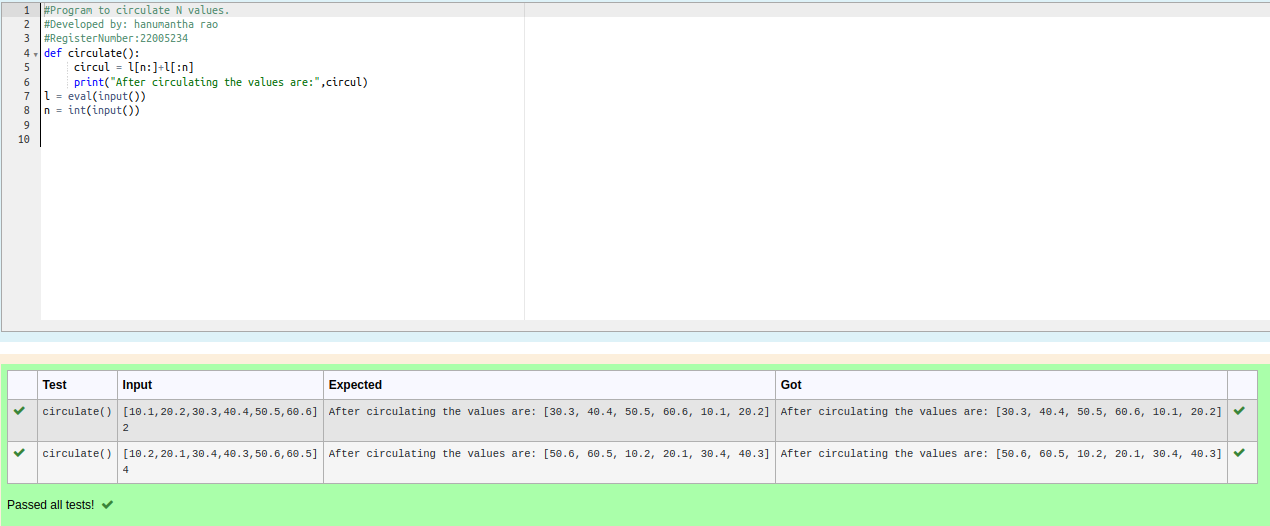 1 #Program to circulate N values.
2 #Developed by: hanumantha rao
3 #RegisterNumber:22005234
4 def circulate():
5     circul = l[n:]+l[:n]
6     print("After circulating the values are:",circul)
7 l = eval(input())
8 n = int(input())
9
10
Test Input Expected Got
circulate() [10.1,20.2,30.3,40.4,50.5,60.6] After circulating the values are: [30.3, 40.4, 50.5, 60.6, 10.1, 20.2] After circulating the values are: [30.3, 40.4, 50.5, 60.6, 10.1, 20.2]
2
circulate() [10.2,20.1,30.4,40.3,50.6,60.5] After circulating the values are: [50.6, 60.5, 10.2, 20.1, 30.4, 40.3] After circulating the values are: [50.6, 60.5, 10.2, 20.1, 30.4, 40.3]
4
Passed all tests!